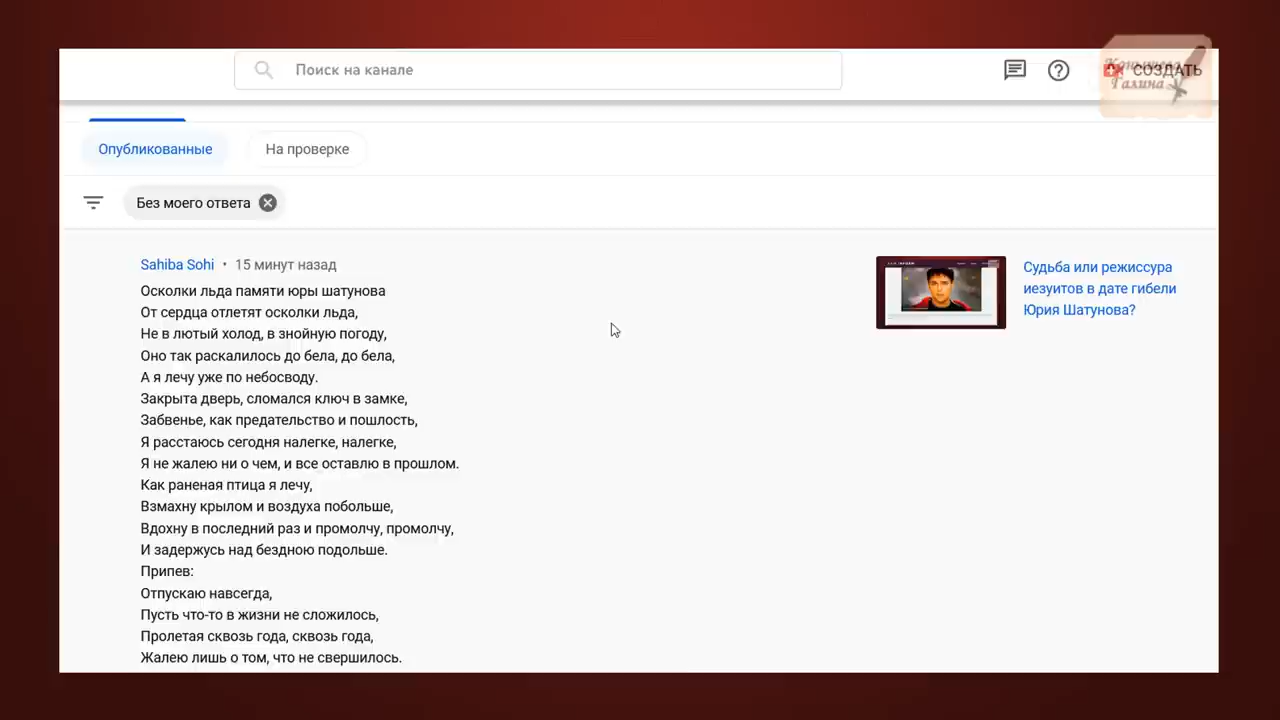 Поиск на канале
СОЗДАТЬ
Галина
Опубликованные
На проверке
Без моего ответа
Sahiba Sohi • 15 минут назад
Осколки льда памяти юры шатунова
От сердца отлетят осколки льда,
Не в лютый холод, в знойную погоду,
Оно так раскалилось до бела, до бела,
А я лечу уже по небосводу.
Закрыта дверь, сломался ключ в замке,
Забвенье, как предательство и пошлость,
Я расстаюсь сегодня налегке, налегке,
Я не жалею ни о чем, и все оставлю в прошлом.
Как раненая птица я лечу,
Взмахну крылом и воздуха побольше,
Вдохну в последний раз и промолчу, промолчу,
И задержусь над бездною подольше.
Припев:
Отпускаю навсегда,
Пусть что-то в жизни не сложилось,
Пролетая сквозь года, сквозь года,
Жалею лишь о том, что не свершилось.
Судьба или режиссура
иезуитов в дате гибели
Юрия Шатунова?